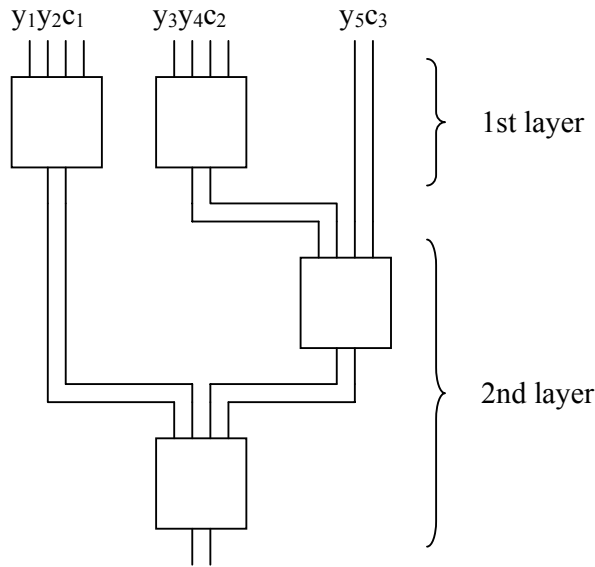 y₁y₂c₁ y₃y₄c₂ y₅c₃
1st layer
2nd layer